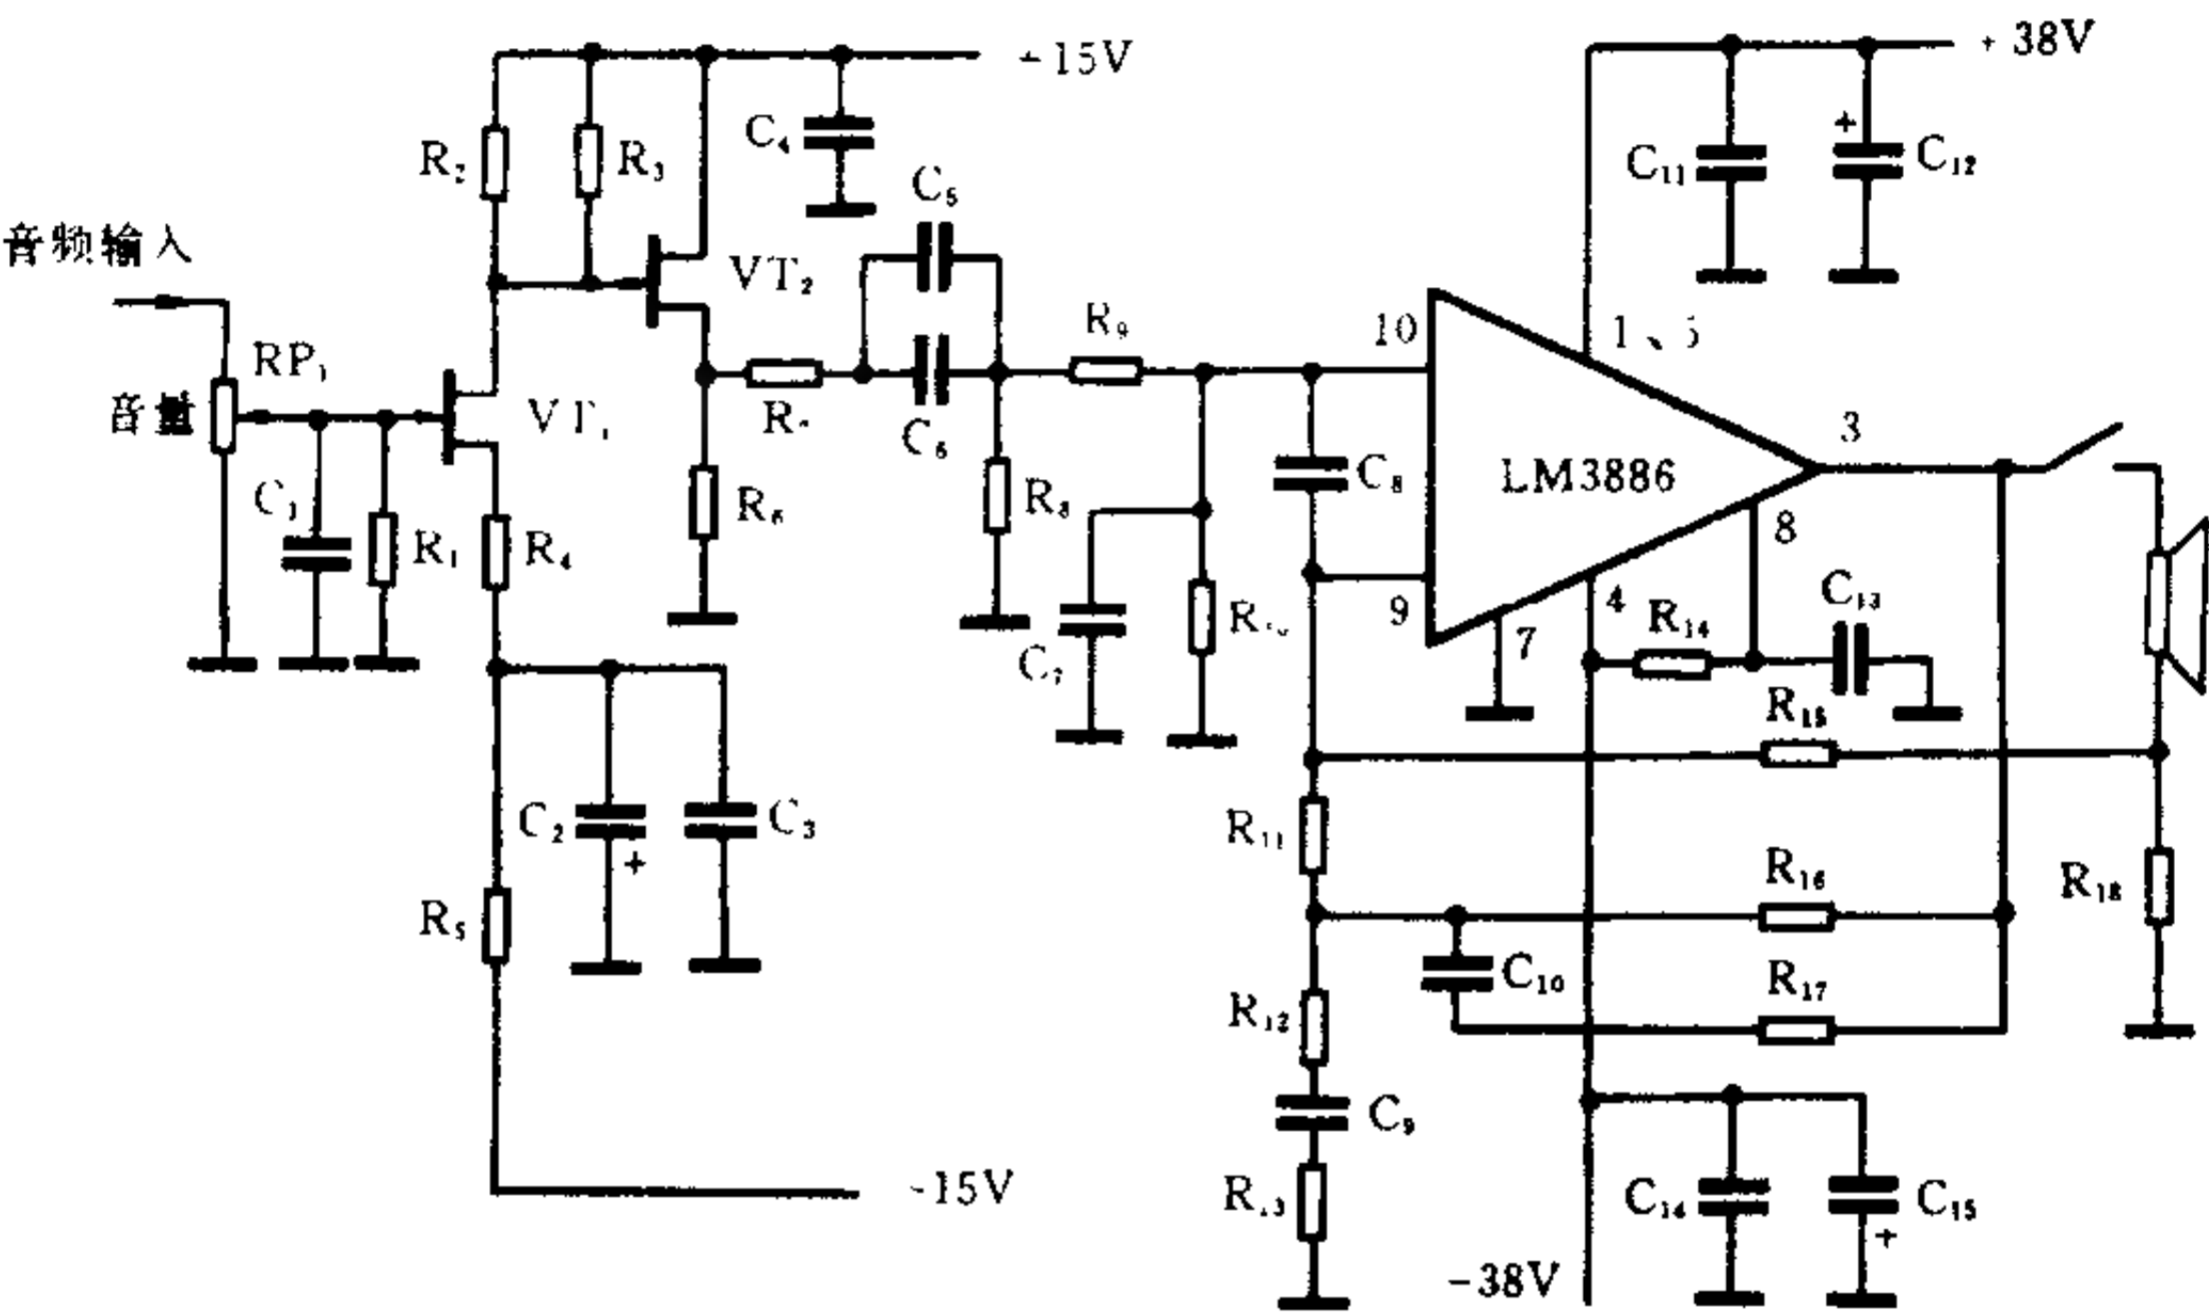 +15V
+38V
R2
R3
C4
C5
C11
C12
音频输入
VT2
RP1
音量
VT1
R9
10
1、5
3
C1
R1
R4
R6
C6
R8
C8
LM3886
8
9
7
4
R14
C13
C7
R15
C2
C3
R5
R11
R16
R18
R12
C10
R17
C9
R13
-15V
C14
C15
-38V